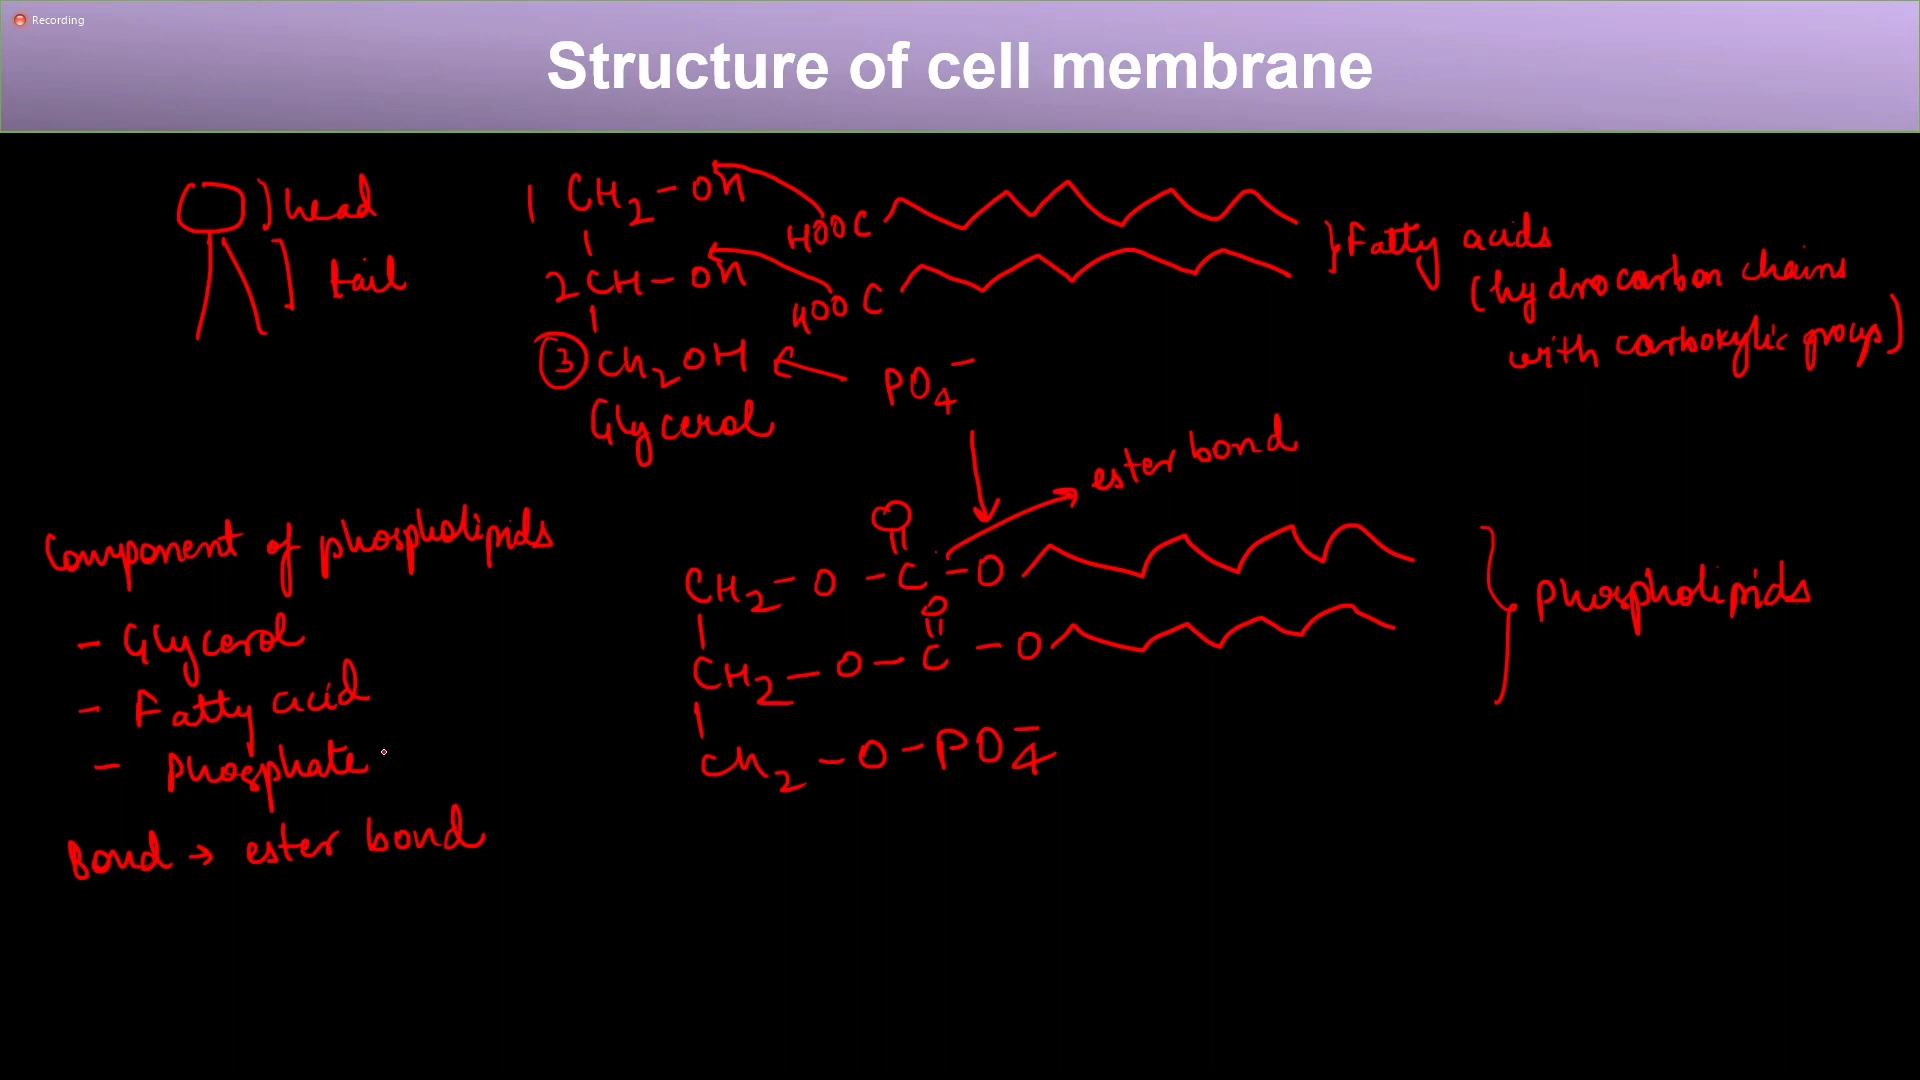 Recording
Structure of cell membrane
head
tail
1 CH2 - OH
2 CH - OH
3 CH2OH
Glycerol
HOOC
HOOC
PO4-
Fatty acids
(hydrocarbon chains
with carboxylic groups)
ester bond
Component of phospholipids
- Glycerol
- Fatty acid
- Phosphate
Bond → ester bond
O
CH2 - O - C - O
O
CH2 - O - C - O
CH2 - O - PO4-
Phospholipids